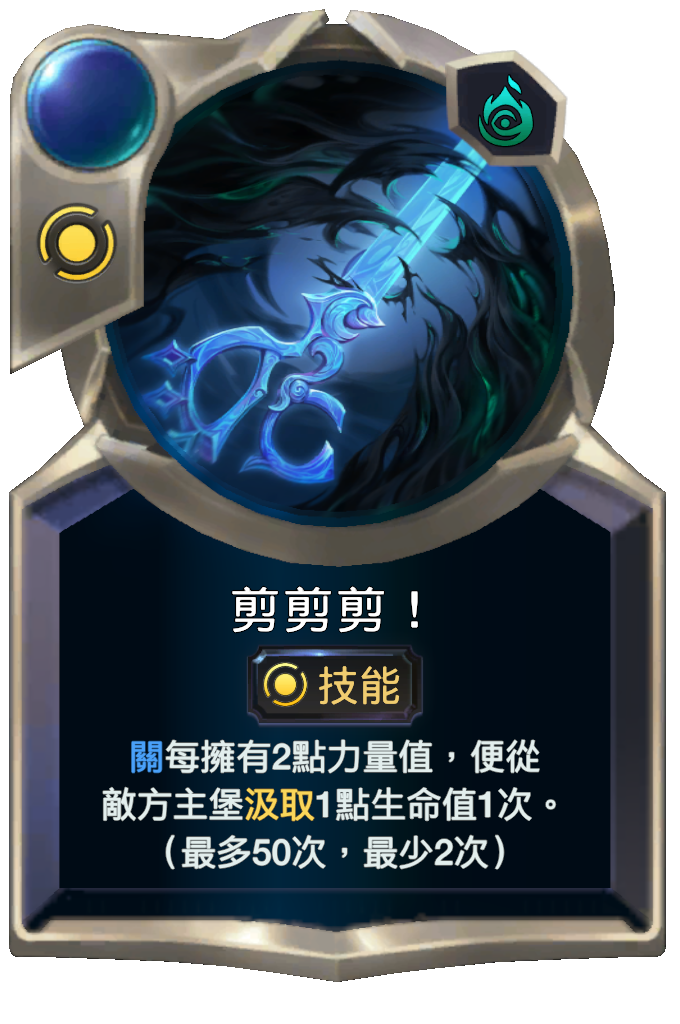 剪剪剪！
技能
關每擁有2點力量值，便從
敵方主堡汲取1點生命值1次。
（最多50次，最少2次）